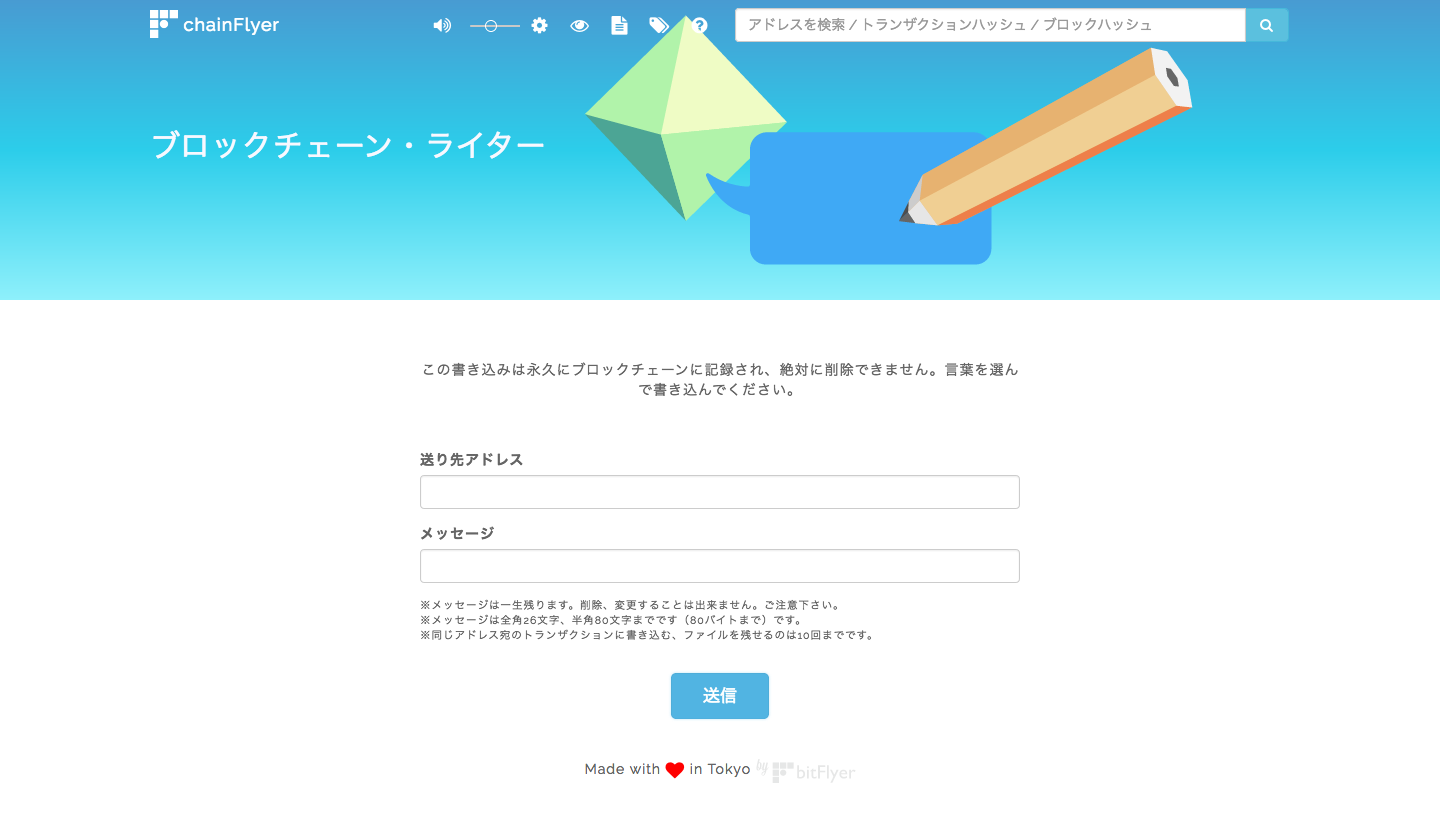 chainFlyer
アドレスを検索 / トランザクションハッシュ / ブロックハッシュ
ブロックチェーン・ライター
この書き込みは永久にブロックチェーンに記録され、絶対に削除できません。言葉を選ん
で書き込んでください。
送り先アドレス
メッセージ
※メッセージは一生残ります。削除、変更することは出来ません。ご注意下さい。
※メッセージは全角26文字、半角80文字までです（80バイトまで）です。
※同じアドレス宛のトランザクションに書き込む、ファイルを残せるのは10回までです。
送信
Made with ❤ in Tokyo by bitFlyer